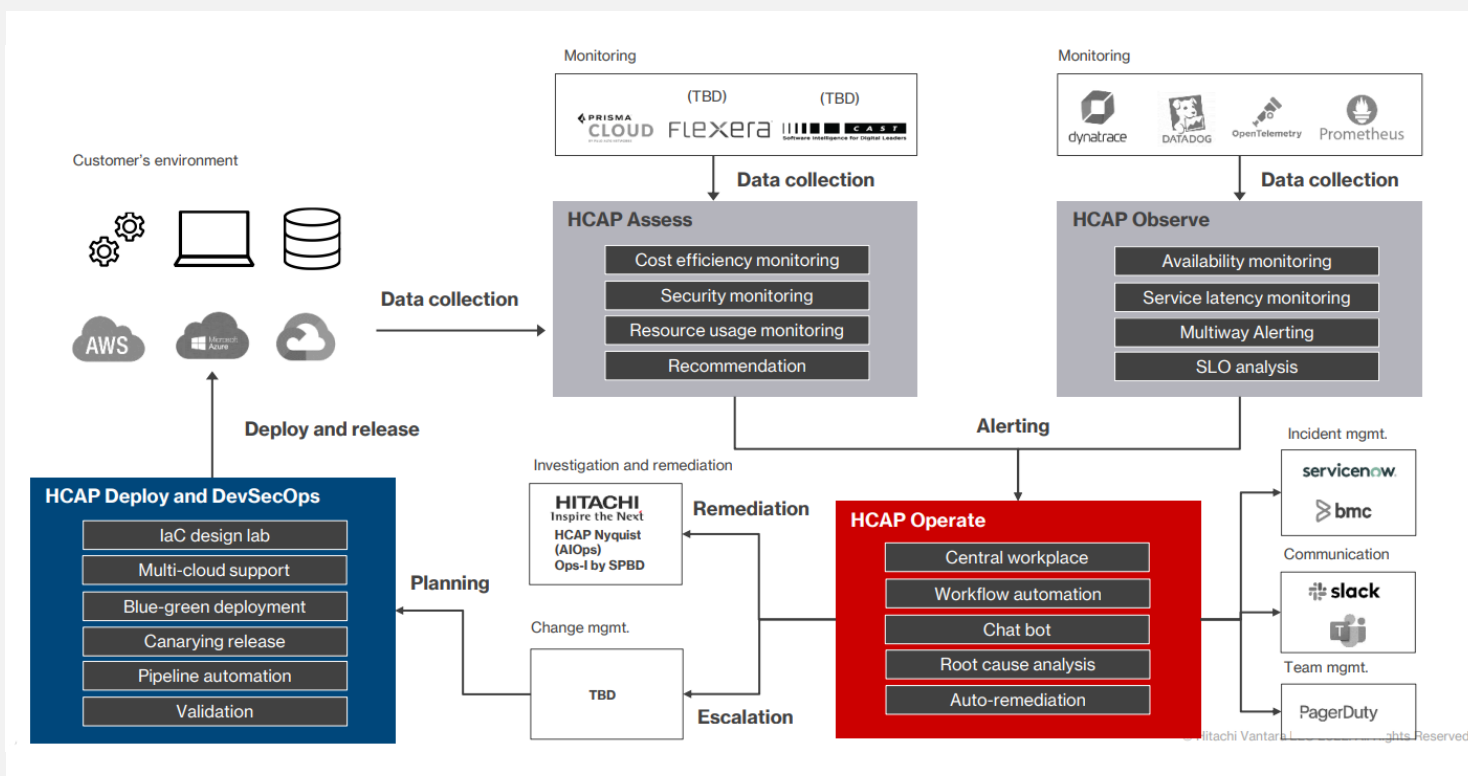 Monitoring
(TBD)
(TBD)
PRISMA
CLOUD
FLEXERA
CAST
Software Intelligence for Digital Leaders
Data collection
HCAP Assess
Cost efficiency monitoring
Security monitoring
Resource usage monitoring
Recommendation
Monitoring
dynatrace
DATADOG
OpenTelemetry
Prometheus
Data collection
HCAP Observe
Availability monitoring
Service latency monitoring
Multiway Alerting
SLO analysis
Customer's environment
AWS
Microsoft
Azure
Data collection
Deploy and release
Alerting
HCAP Deploy and DevSecOps
IaC design lab
Multi-cloud support
Blue-green deployment
Canarying release
Pipeline automation
Validation
Planning
Investigation and remediation
HITACHI
Inspire the Next
HCAP Nyquist
(AIOps)
Ops-I by SPBD
Remediation
Change mgmt.
TBD
Escalation
HCAP Operate
Central workplace
Workflow automation
Chat bot
Root cause analysis
Auto-remediation
Incident mgmt.
servicenow
bmc
Communication
slack
T
Team mgmt.
PagerDuty
Hitachi Vantara Rights Reserved